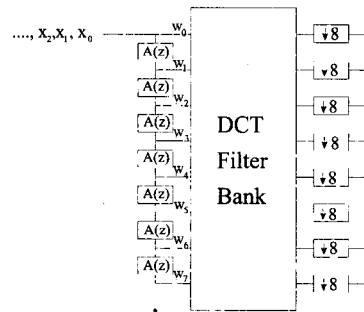 ...., X₂,X₁, X₀
W₀
↓8
A(z)
W₁
↓8
A(z)
W₂
↓8
A(z)
W₃
↓8
A(z)
W₄
↓8
A(z)
W₅
↓8
A(z)
W₆
↓8
A(z)
W₇
↓8
DCT
Filter
Bank